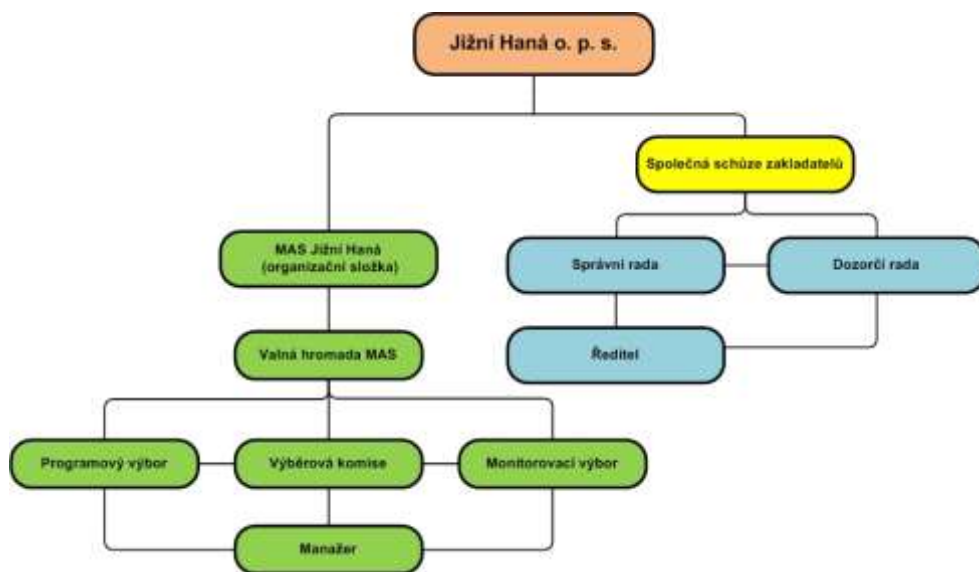 Jižní Haná o. p. s.
Společná schůze zakladatelů
MAS Jižní Haná
(organizační složka)
Správní rada
Dozorčí rada
Valná hromada MAS
Ředitel
Programový výbor
Výběrová komise
Monitorovací výbor
Manažer